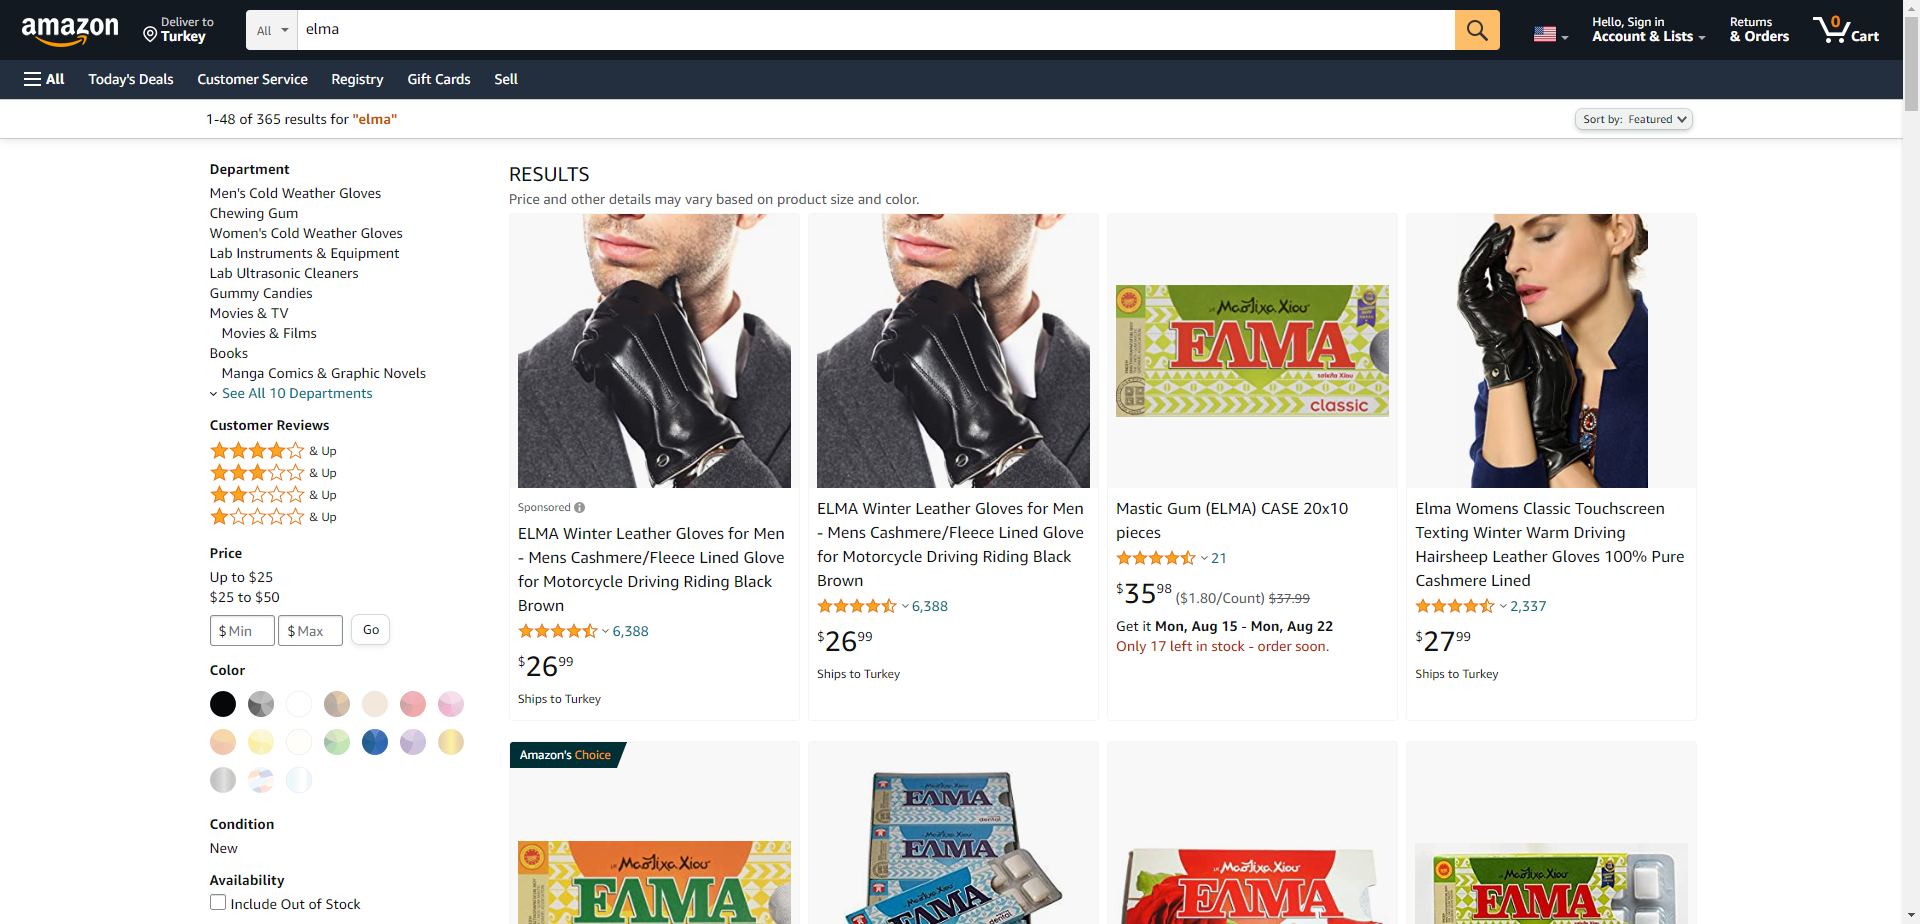 amazon
Deliver to
Turkey
All
elma
Hello, Sign in
Account & Lists
Returns
& Orders
0
Cart
All
Today's Deals
Customer Service
Registry
Gift Cards
Sell
1-48 of 365 results for "elma"
Sort by: Featured
Department
Men's Cold Weather Gloves
Chewing Gum
Women's Cold Weather Gloves
Lab Instruments & Equipment
Lab Ultrasonic Cleaners
Gummy Candies
Movies & TV
Movies & Films
Books
Manga Comics & Graphic Novels
See All 10 Departments
Customer Reviews
& Up
& Up
& Up
& Up
Price
Up to $25
$25 to $50
$ Min
$ Max
Go
Color
Condition
New
Availability
Include Out of Stock
RESULTS
Price and other details may vary based on product size and color.
Sponsored
ELMA Winter Leather Gloves for Men
- Mens Cashmere/Fleece Lined Glove
for Motorcycle Driving Riding Black
Brown
6,388
$26 99
Ships to Turkey
ELMA Winter Leather Gloves for Men
- Mens Cashmere/Fleece Lined Glove
for Motorcycle Driving Riding Black
Brown
6,388
$26 99
Ships to Turkey
Μαστίχα Χίου
ΕΛΜΑ
classic
Mastic Gum (ELMA) CASE 20x10
pieces
21
$35 98 ($1.80/Count) $37.99
Get it Mon, Aug 15 - Mon, Aug 22
Only 17 left in stock - order soon.
Elma Womens Classic Touchscreen
Texting Winter Warm Driving
Hairsheep Leather Gloves 100% Pure
Cashmere Lined
2,337
$27 99
Ships to Turkey
Amazon's Choice
Μαστίχα Χίου
ΕΛΜΑ
ΕΛΜΑ
dental
Μαστίχα Χίου
ΕΛΜΑ
Μαστίχα Χίου
ΕΛΜΑ
dental
Μαστίχα Χίου
ΕΛΜΑ
Μαστίχα Χίου
ΕΛΜΑ